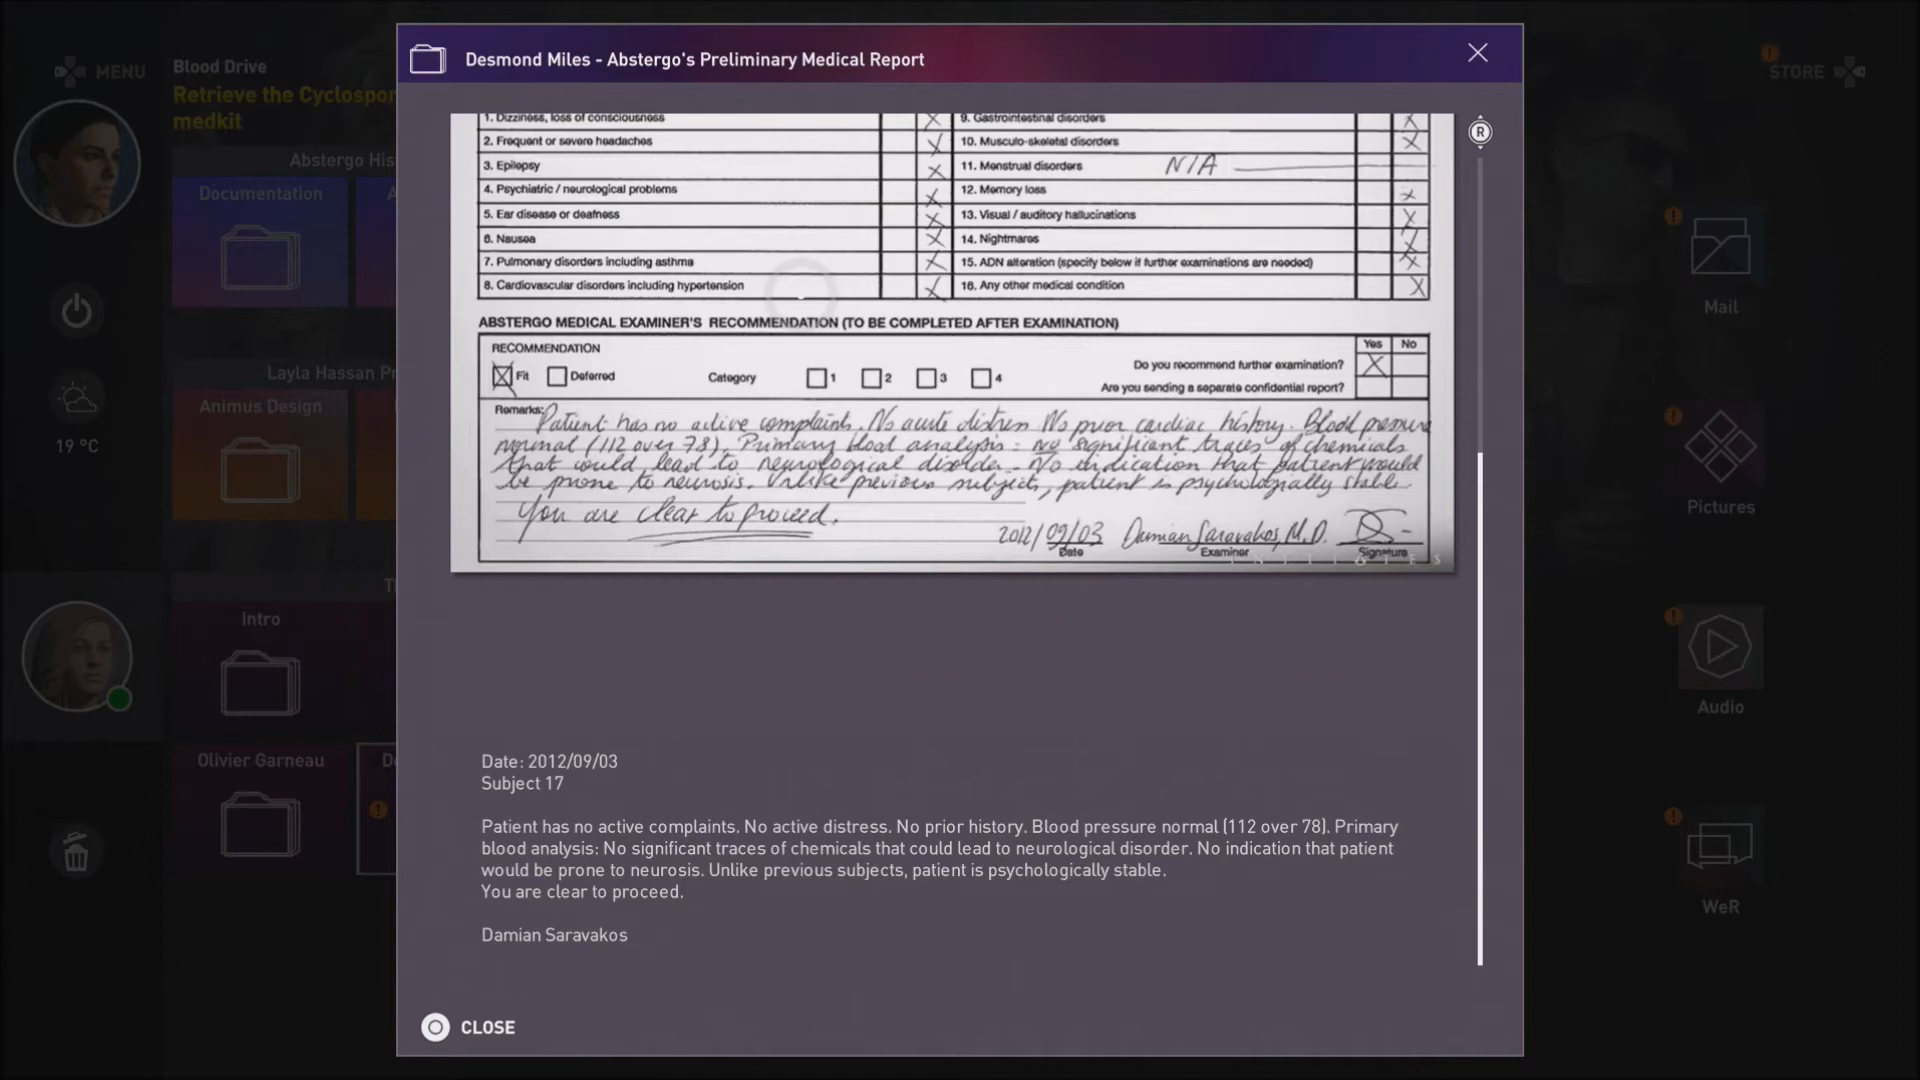 Desmond Miles - Abstergo's Preliminary Medical Report
MENU
Blood Drive
Retrieve the Cyclospor
medkit
STORE
Abstergo His
Documentation
A
19 °C
Layla Hassan Pr
Animus Design
Intro
Olivier Garneau
Mail
Pictures
Audio
WeR
R
1. Dizziness, loss of consciousness X
2. Frequent or severe headaches X
3. Epilepsy X
4. Psychiatric / neurological problems X
5. Ear disease or deafness X
6. Nausea X
7. Pulmonary disorders including asthma X
8. Cardiovascular disorders including hypertension X
9. Gastrointestinal disorders X
10. Musculo-skeletal disorders X
11. Menstrual disorders N/A
12. Memory loss X
13. Visual / auditory hallucinations X
14. Nightmares X
15. ADN alteration (specify below if further examinations are needed) X
16. Any other medical condition X
ABSTERGO MEDICAL EXAMINER'S RECOMMENDATION (TO BE COMPLETED AFTER EXAMINATION)
RECOMMENDATION Yes No
Do you recommend further examination? X
X Fit Deferred Category 1 2 3 4
Are you sending a separate confidential report?
Remarks: Patient has no active complaints. No acute distress No prior cardiac history. Blood pressure
normal (112 over 78). Primary blood analysis: no significant traces of chemicals
that could lead to neurological disorder. No indication that patient would
be prone to neurosis. Unlike previous subjects, patient is psychologically stable.
You are clear to proceed.
2012/09/03 Damian Saravakos, M.D.
Date Examiner Signature
Date: 2012/09/03
Subject 17
Patient has no active complaints. No active distress. No prior history. Blood pressure normal (112 over 78). Primary
blood analysis: No significant traces of chemicals that could lead to neurological disorder. No indication that patient
would be prone to neurosis. Unlike previous subjects, patient is psychologically stable.
You are clear to proceed.
Damian Saravakos
CLOSE